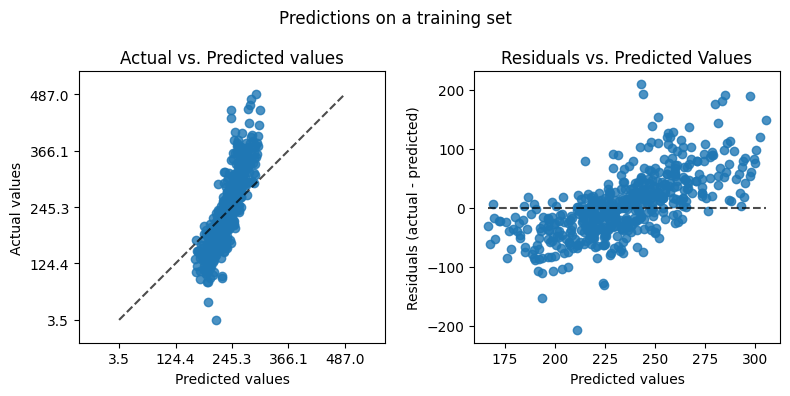 Predictions on a training set
Actual vs. Predicted values
Actual values
487.0
366.1
245.3
124.4
3.5
3.5 124.4 245.3 366.1 487.0
Predicted values
Residuals vs. Predicted Values
Residuals (actual - predicted)
200
100
0
−100
−200
175 200 225 250 275 300
Predicted values